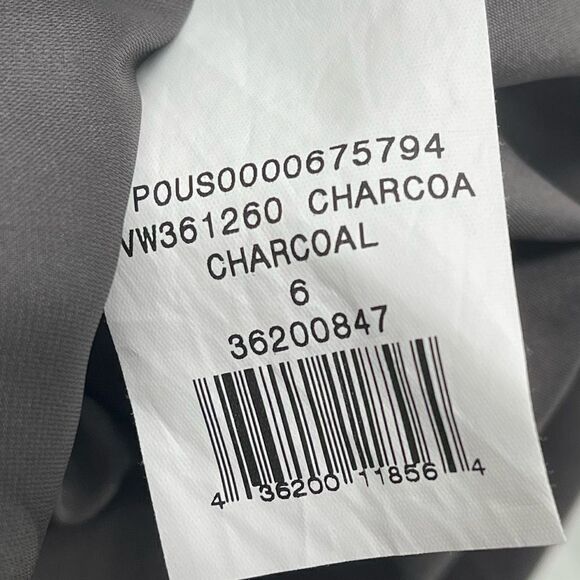 POUS0000675794
VW361260 CHARCOA
CHARCOAL
6
36200847
4 36200 11856 4